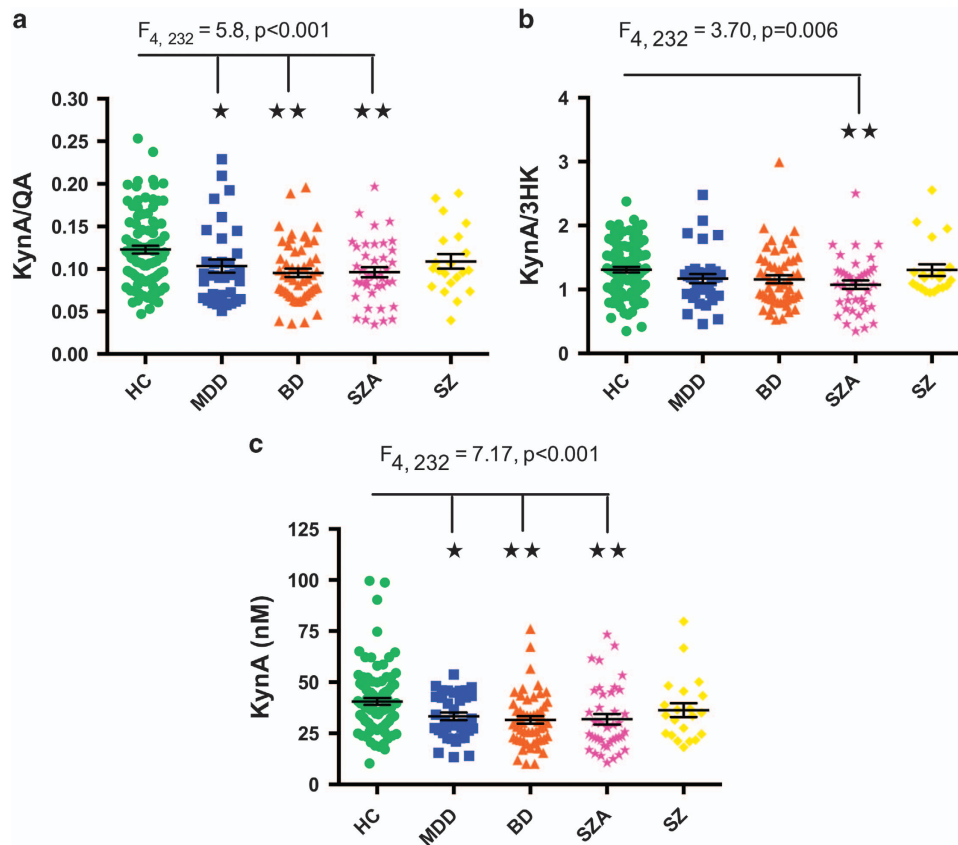 a
F4, 232 = 5.8, p<0.001
KynA/QA
0.30
0.25
0.20
0.15
0.10
0.05
0.00
HC
MDD
BD
SZA
SZ
b
F4, 232 = 3.70, p=0.006
KynA/3HK
4
3
2
1
0
HC
MDD
BD
SZA
SZ
c
F4, 232 = 7.17, p<0.001
KynA (nM)
125
100
75
50
25
0
HC
MDD
BD
SZA
SZ